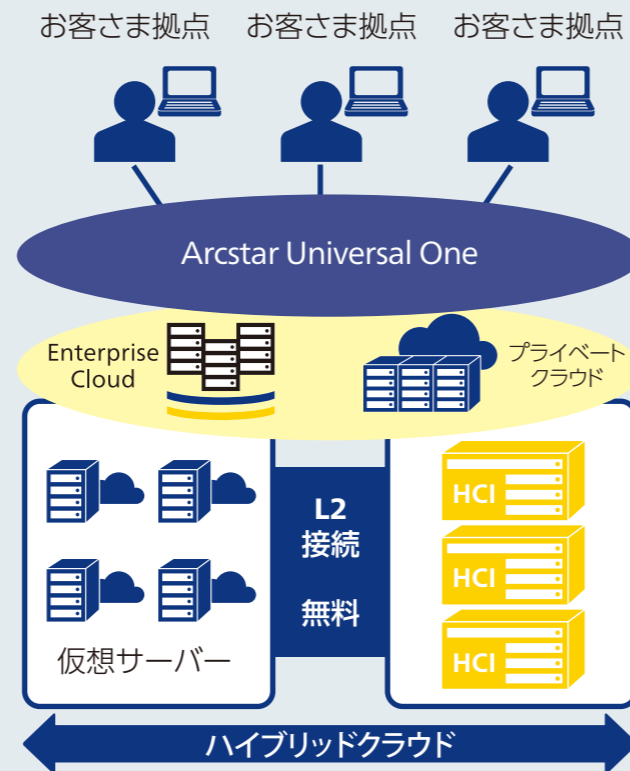 お客さま拠点 お客さま拠点 お客さま拠点
Arcstar Universal One
Enterprise
Cloud
プライベート
クラウド
L2
接続
無料
HCI
HCI
HCI
仮想サーバー
ハイブリッドクラウド